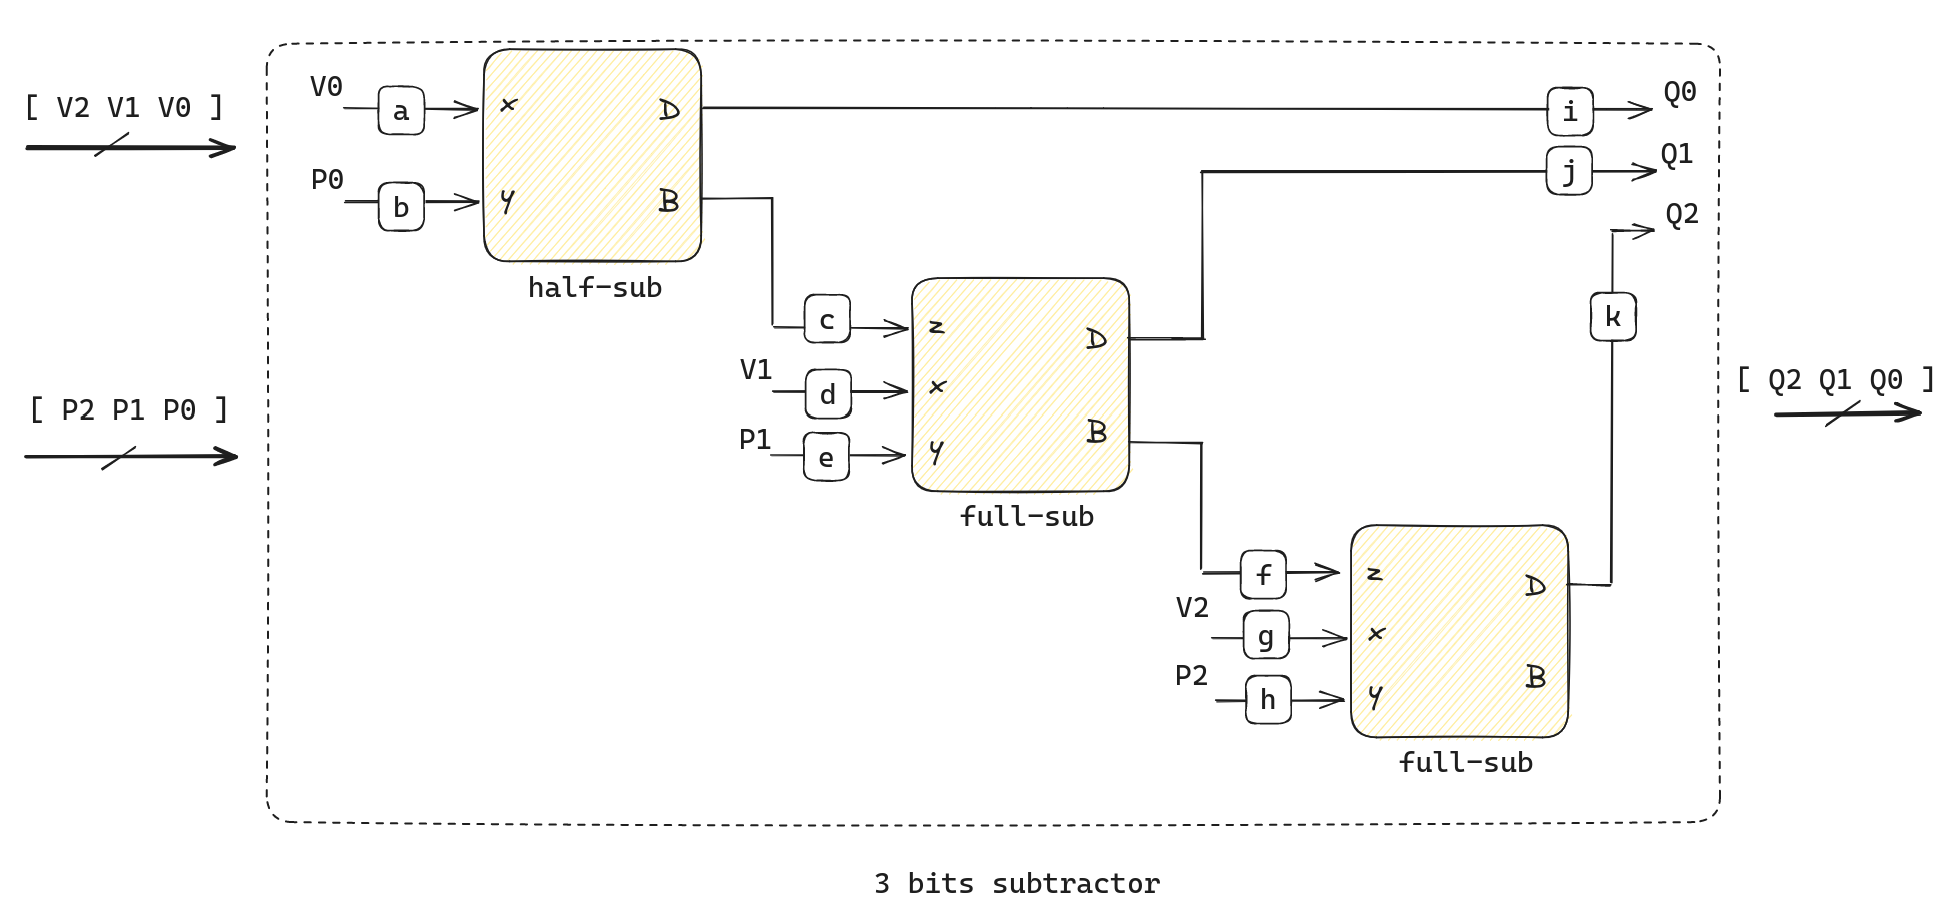 [ V2 V1 V0 ]
[ P2 P1 P0 ]
V0
a
x
D
P0
b
y
B
half-sub
c
z
V1
d
x
P1
e
y
D
B
full-sub
f
z
V2
g
x
P2
h
y
D
B
full-sub
i
Q0
j
Q1
Q2
k
[ Q2 Q1 Q0 ]
3 bits subtractor